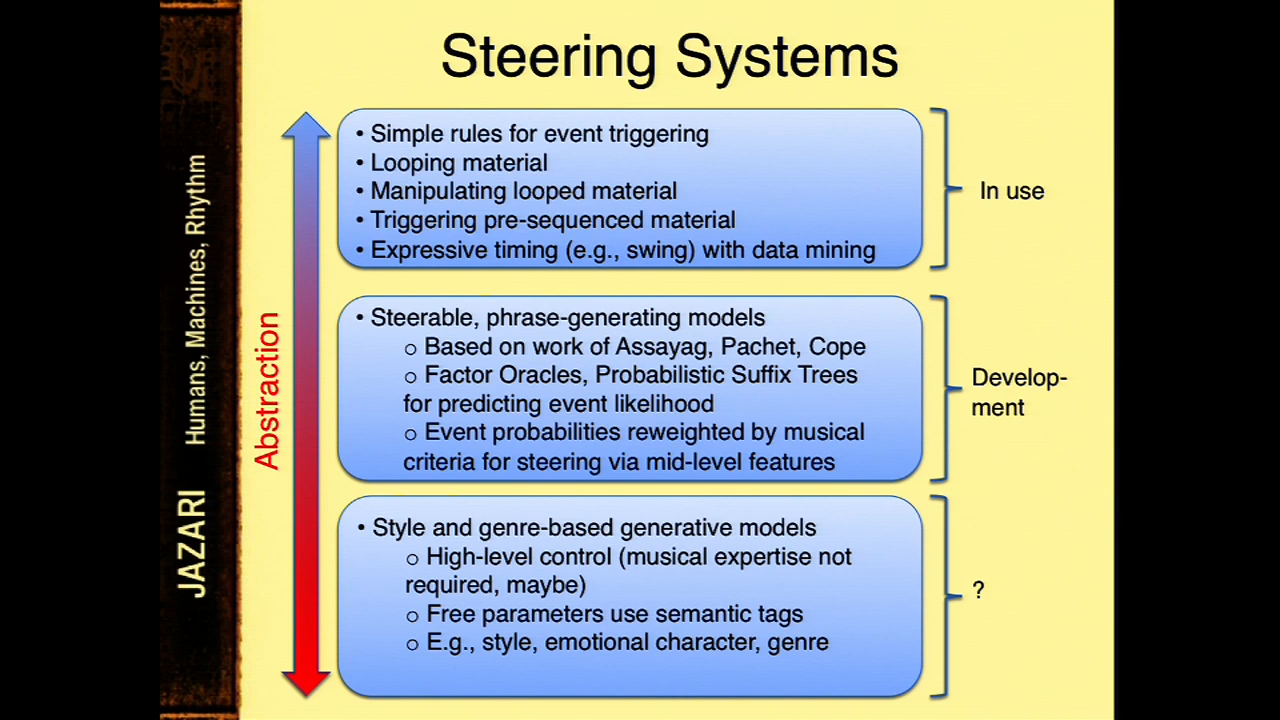 Steering Systems
• Simple rules for event triggering
• Looping material
• Manipulating looped material
• Triggering pre-sequenced material
• Expressive timing (e.g., swing) with data mining
In use
• Steerable, phrase-generating models
o Based on work of Assayag, Pachet, Cope
o Factor Oracles, Probabilistic Suffix Trees
for predicting event likelihood
o Event probabilities reweighted by musical
criteria for steering via mid-level features
Develop-
ment
• Style and genre-based generative models
o High-level control (musical expertise not
required, maybe)
o Free parameters use semantic tags
o E.g., style, emotional character, genre
?
Abstraction
JAZARI Humans, Machines, Rhythm